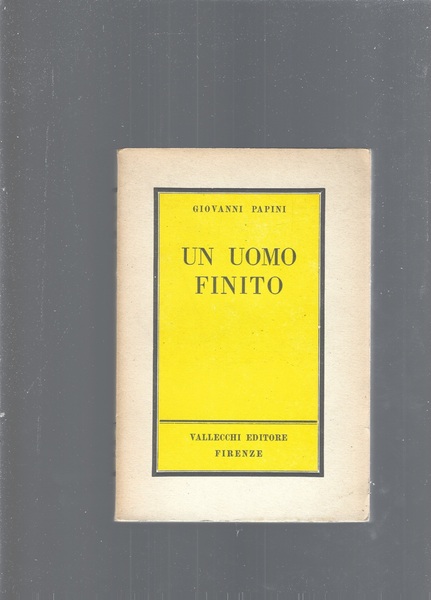 GIOVANNI PAPINI
UN UOMO
FINITO
VALLECCHI EDITORE
FIRENZE